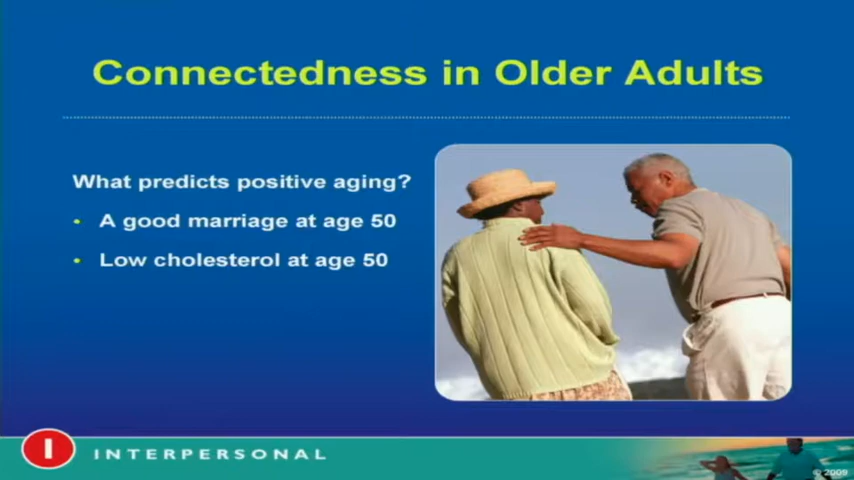 Connectedness in Older Adults
What predicts positive aging?
• A good marriage at age 50
• Low cholesterol at age 50
I INTERPERSONAL
© 2009